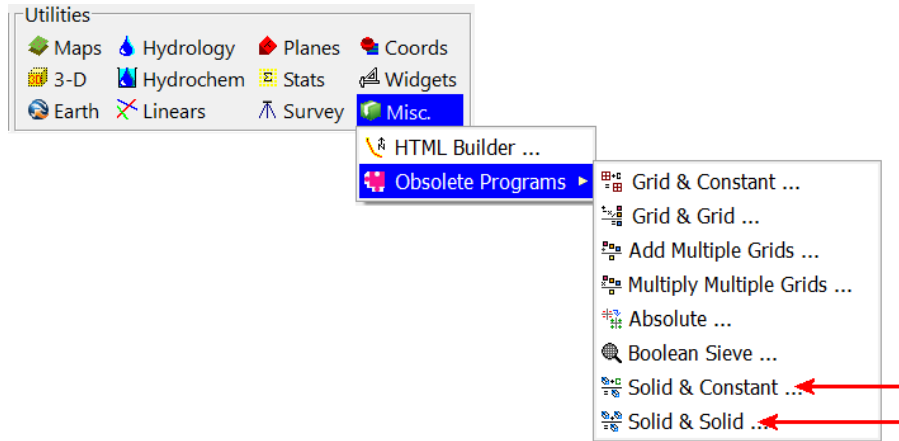 Utilities
Maps Hydrology Planes Coords
3-D Hydrochem Stats Widgets
Earth Linears Survey Misc.
HTML Builder ...
Obsolete Programs
Grid & Constant ...
Grid & Grid ...
Add Multiple Grids ...
Multiply Multiple Grids ...
Absolute ...
Boolean Sieve ...
Solid & Constant ...
Solid & Solid ...